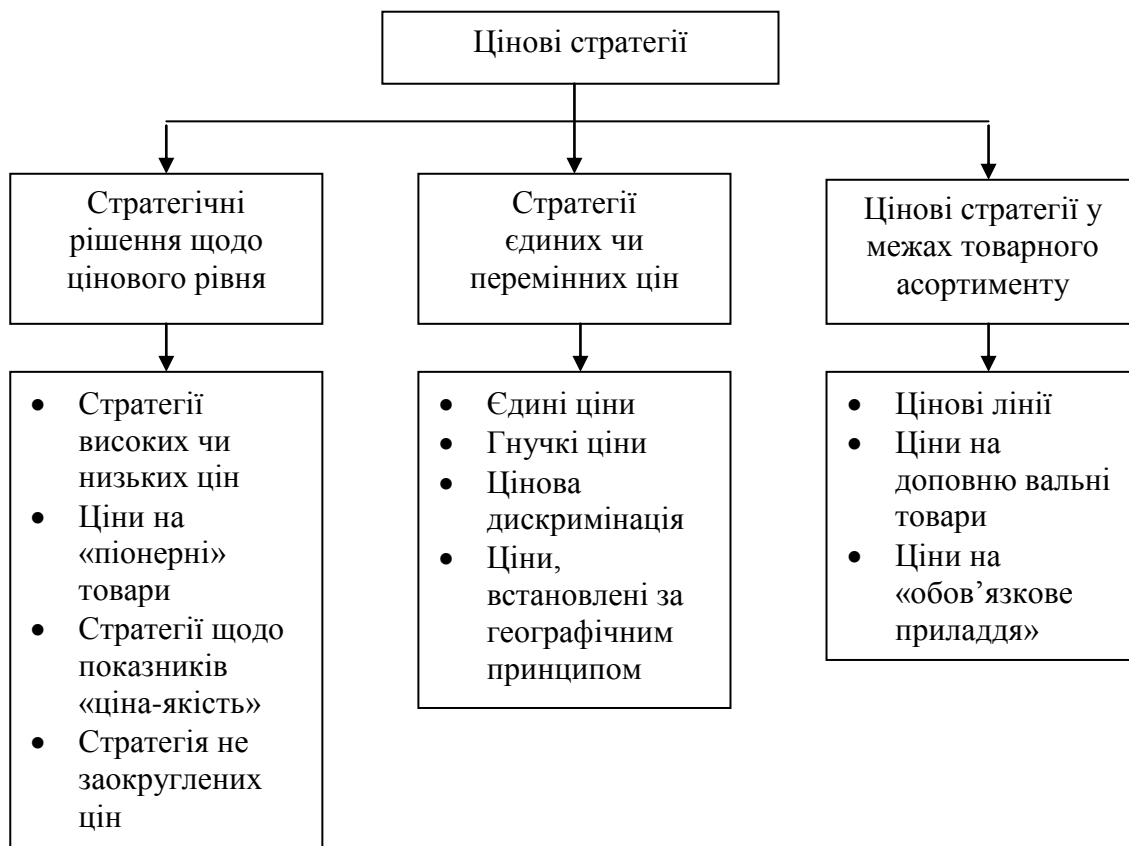 Цінові стратегії
Стратегічні
рішення щодо
цінового рівня
Стратегії
єдиних чи
перемінних цін
Цінові стратегії у
межах товарного
асортименту
• Стратегії
високих чи
низьких цін
• Ціни на
«піонерні»
товари
• Стратегії щодо
показників
«ціна-якість»
• Стратегія не
заокруглених
цін
• Єдині ціни
• Гнучкі ціни
• Цінова
дискримінація
• Ціни,
встановлені за
географічним
принципом
• Цінові лінії
• Ціни на
доповню вальні
товари
• Ціни на
«обов’язкове
приладдя»